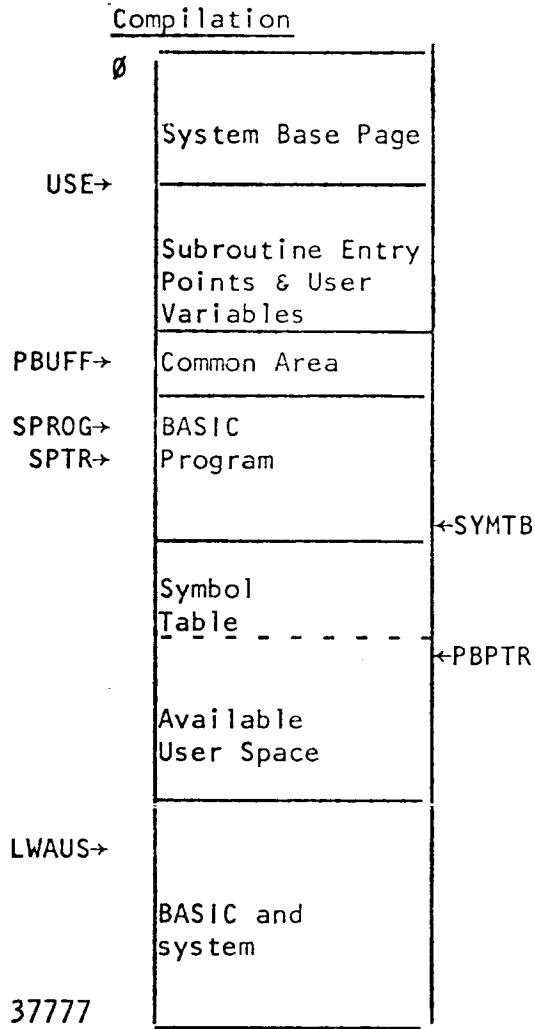 Compilation
Ø
System Base Page
USE→
Subroutine Entry
Points & User
Variables
PBUFF→ Common Area
SPROG→ BASIC
SPTR→ Program
←SYMTB
Symbol
Table
←PBPTR
Available
User Space
LWAUS→
BASIC and
system
37777